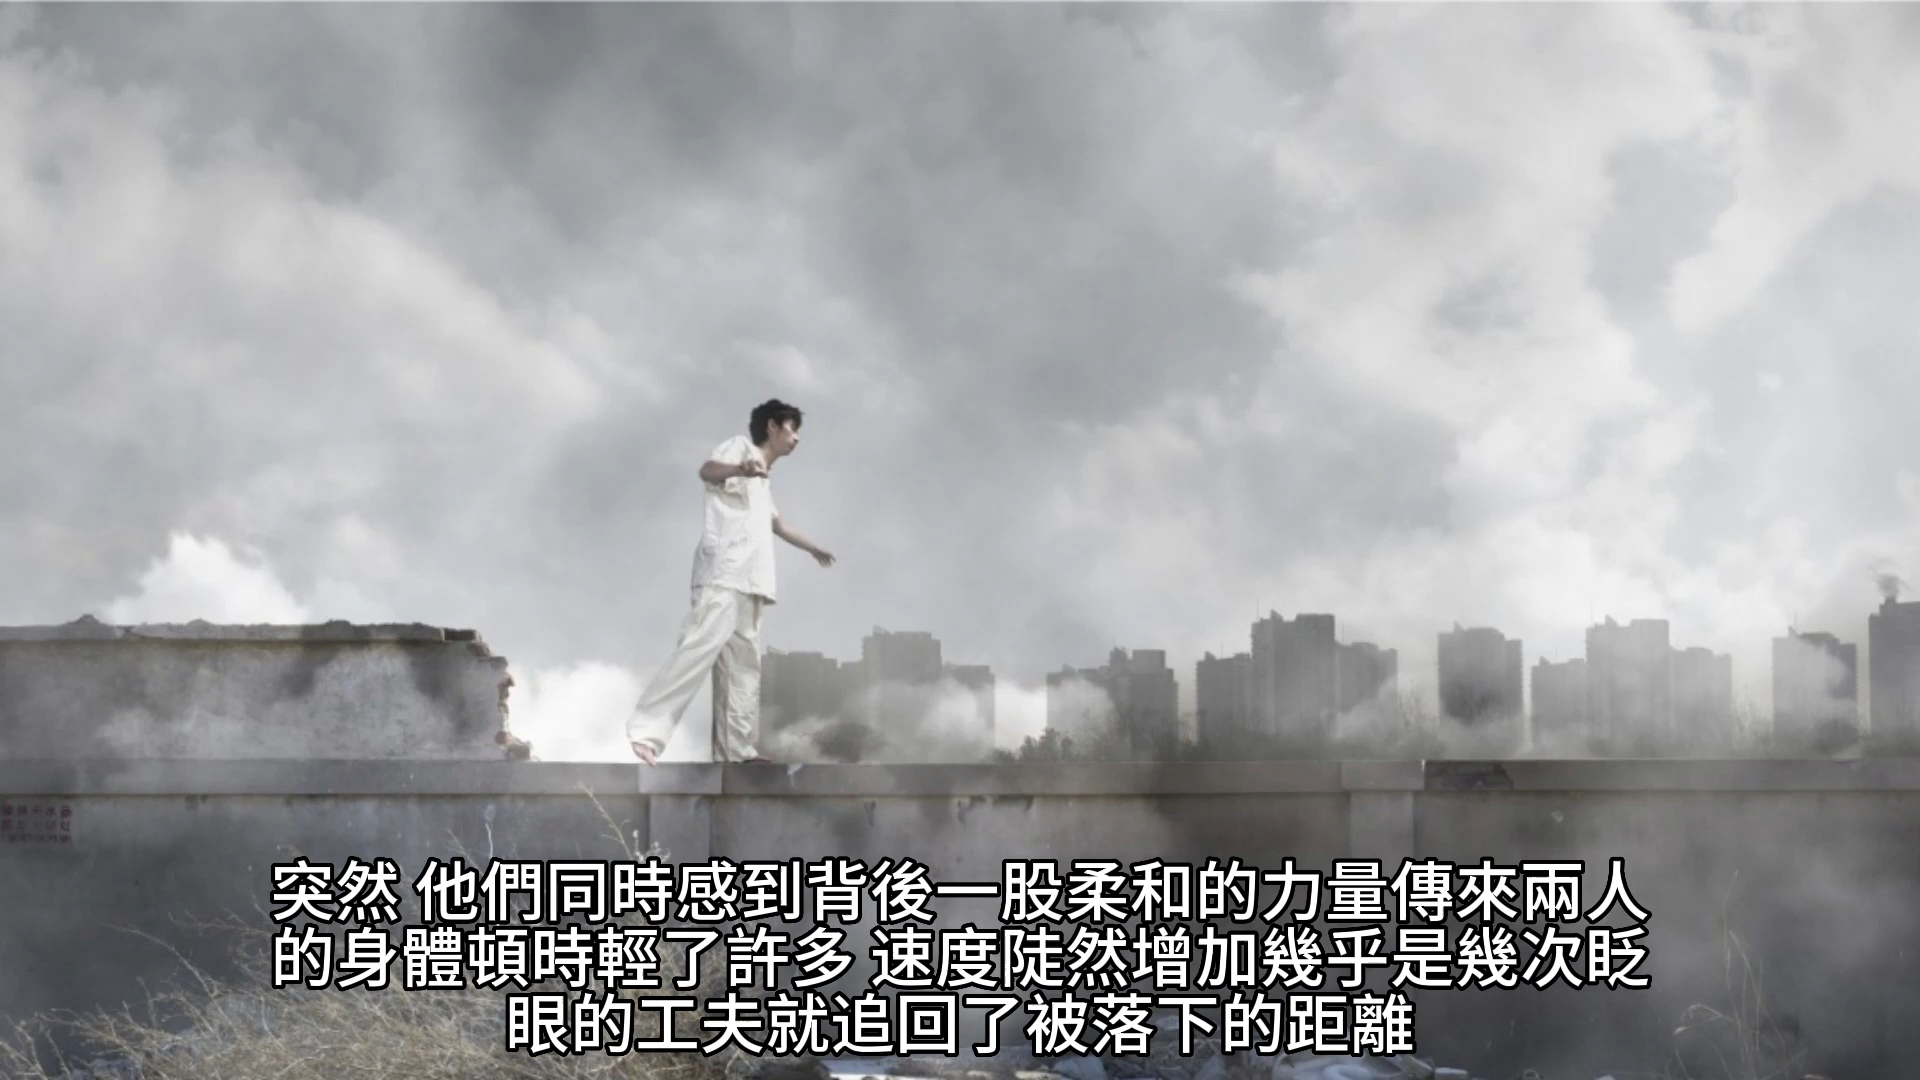 突然 他們同時感到背後一股柔和的力量傳來兩人
的身體頓時輕了許多 速度陡然增加幾乎是幾次眨
眼的工夫就追回了被落下的距離